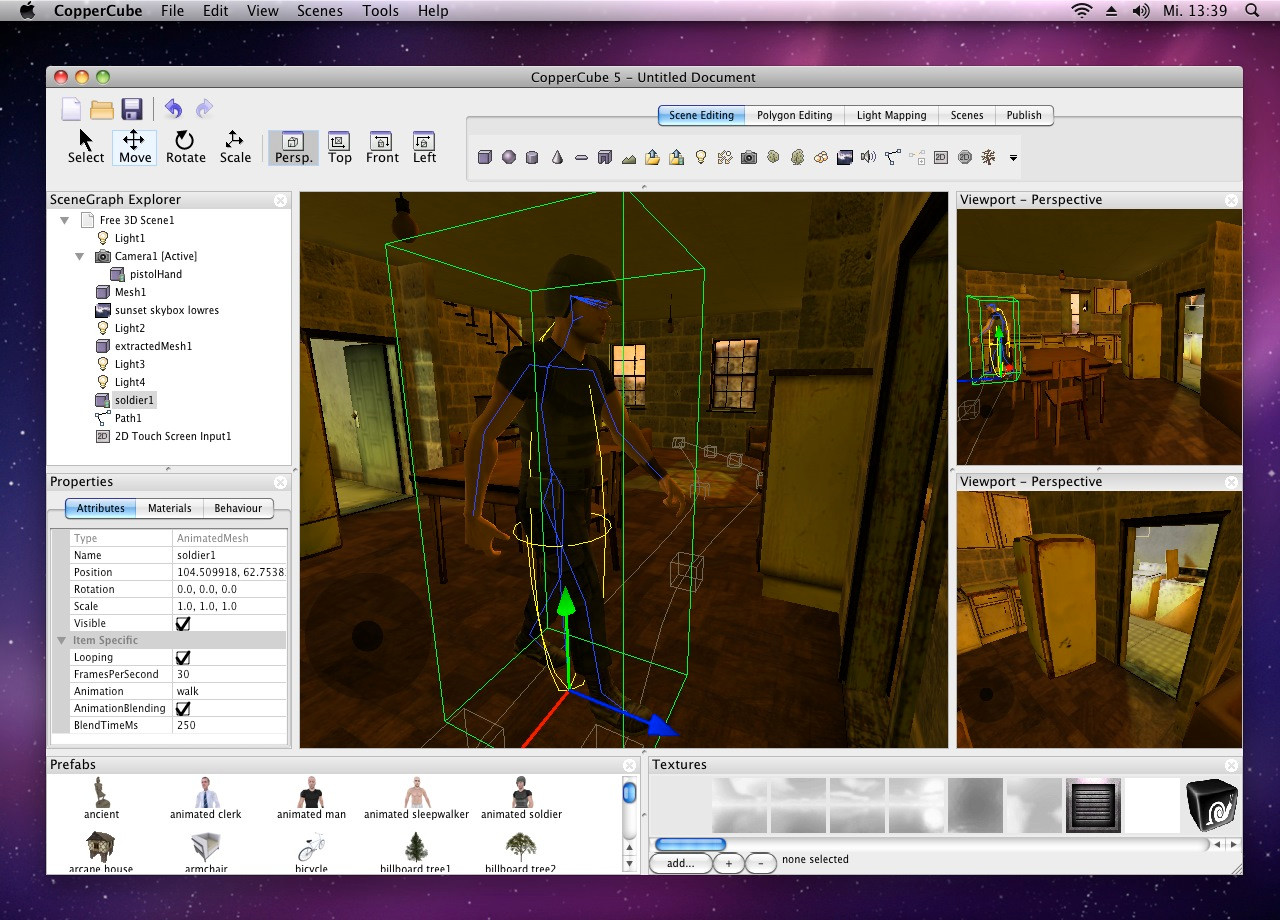 CopperCube File Edit View Scenes Tools Help Mi. 13:39
CopperCube 5 - Untitled Document
Scene Editing Polygon Editing Light Mapping Scenes Publish
Select Move Rotate Scale Persp. Top Front Left
2D 2D
SceneGraph Explorer
Free 3D Scene1
Light1
Camera1 [Active]
pistolHand
Mesh1
sunset skybox lowres
Light2
extractedMesh1
Light3
Light4
soldier1
Path1
2D 2D Touch Screen Input1
Properties
Attributes Materials Behaviour
Type AnimatedMesh
Name soldier1
Position 104.509918, 62.7538
Rotation 0.0, 0.0, 0.0
Scale 1.0, 1.0, 1.0
Visible
Item Specific
Looping
FramesPerSecond 30
Animation walk
AnimationBlending
BlendTimeMs 250
Viewport - Perspective
Viewport - Perspective
Prefabs
ancient animated clerk animated man animated sleepwalker animated soldier
arcane house armchair bicycle billboard tree1 billboard tree2
Textures
add... + - none selected